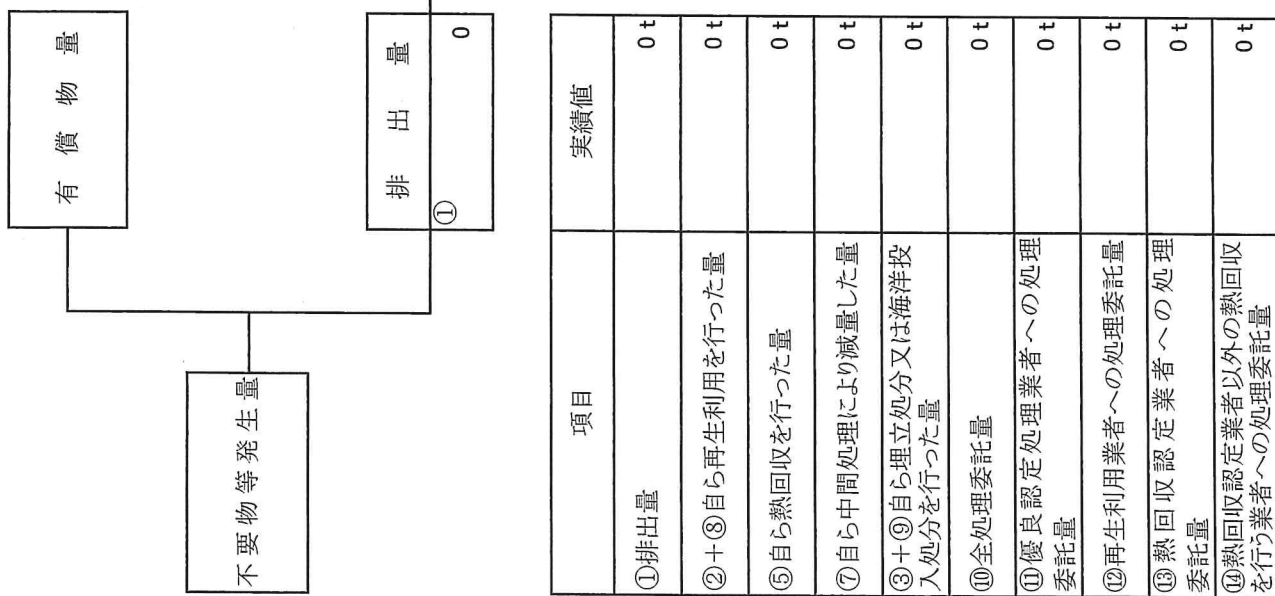 有償物量
不要物等発生量
排出量
①
0
項目 実績値
①排出量 0 t
②+⑧自ら再生利用を行った量 0 t
⑤自ら熱回収を行った量 0 t
⑦自ら中間処理により減量した量 0 t
③+⑨自ら埋立処分又は海洋投
入処分を行った量 0 t
⑩全処理委託量 0 t
⑪優良認定処理業者への処理
委託量 0 t
⑫再生利用業者への処理委託量 0 t
⑬熱回収認定業者への処理
委託量 0 t
⑭熱回収認定業者以外の熱回収
を行う業者への処理委託量 0 t